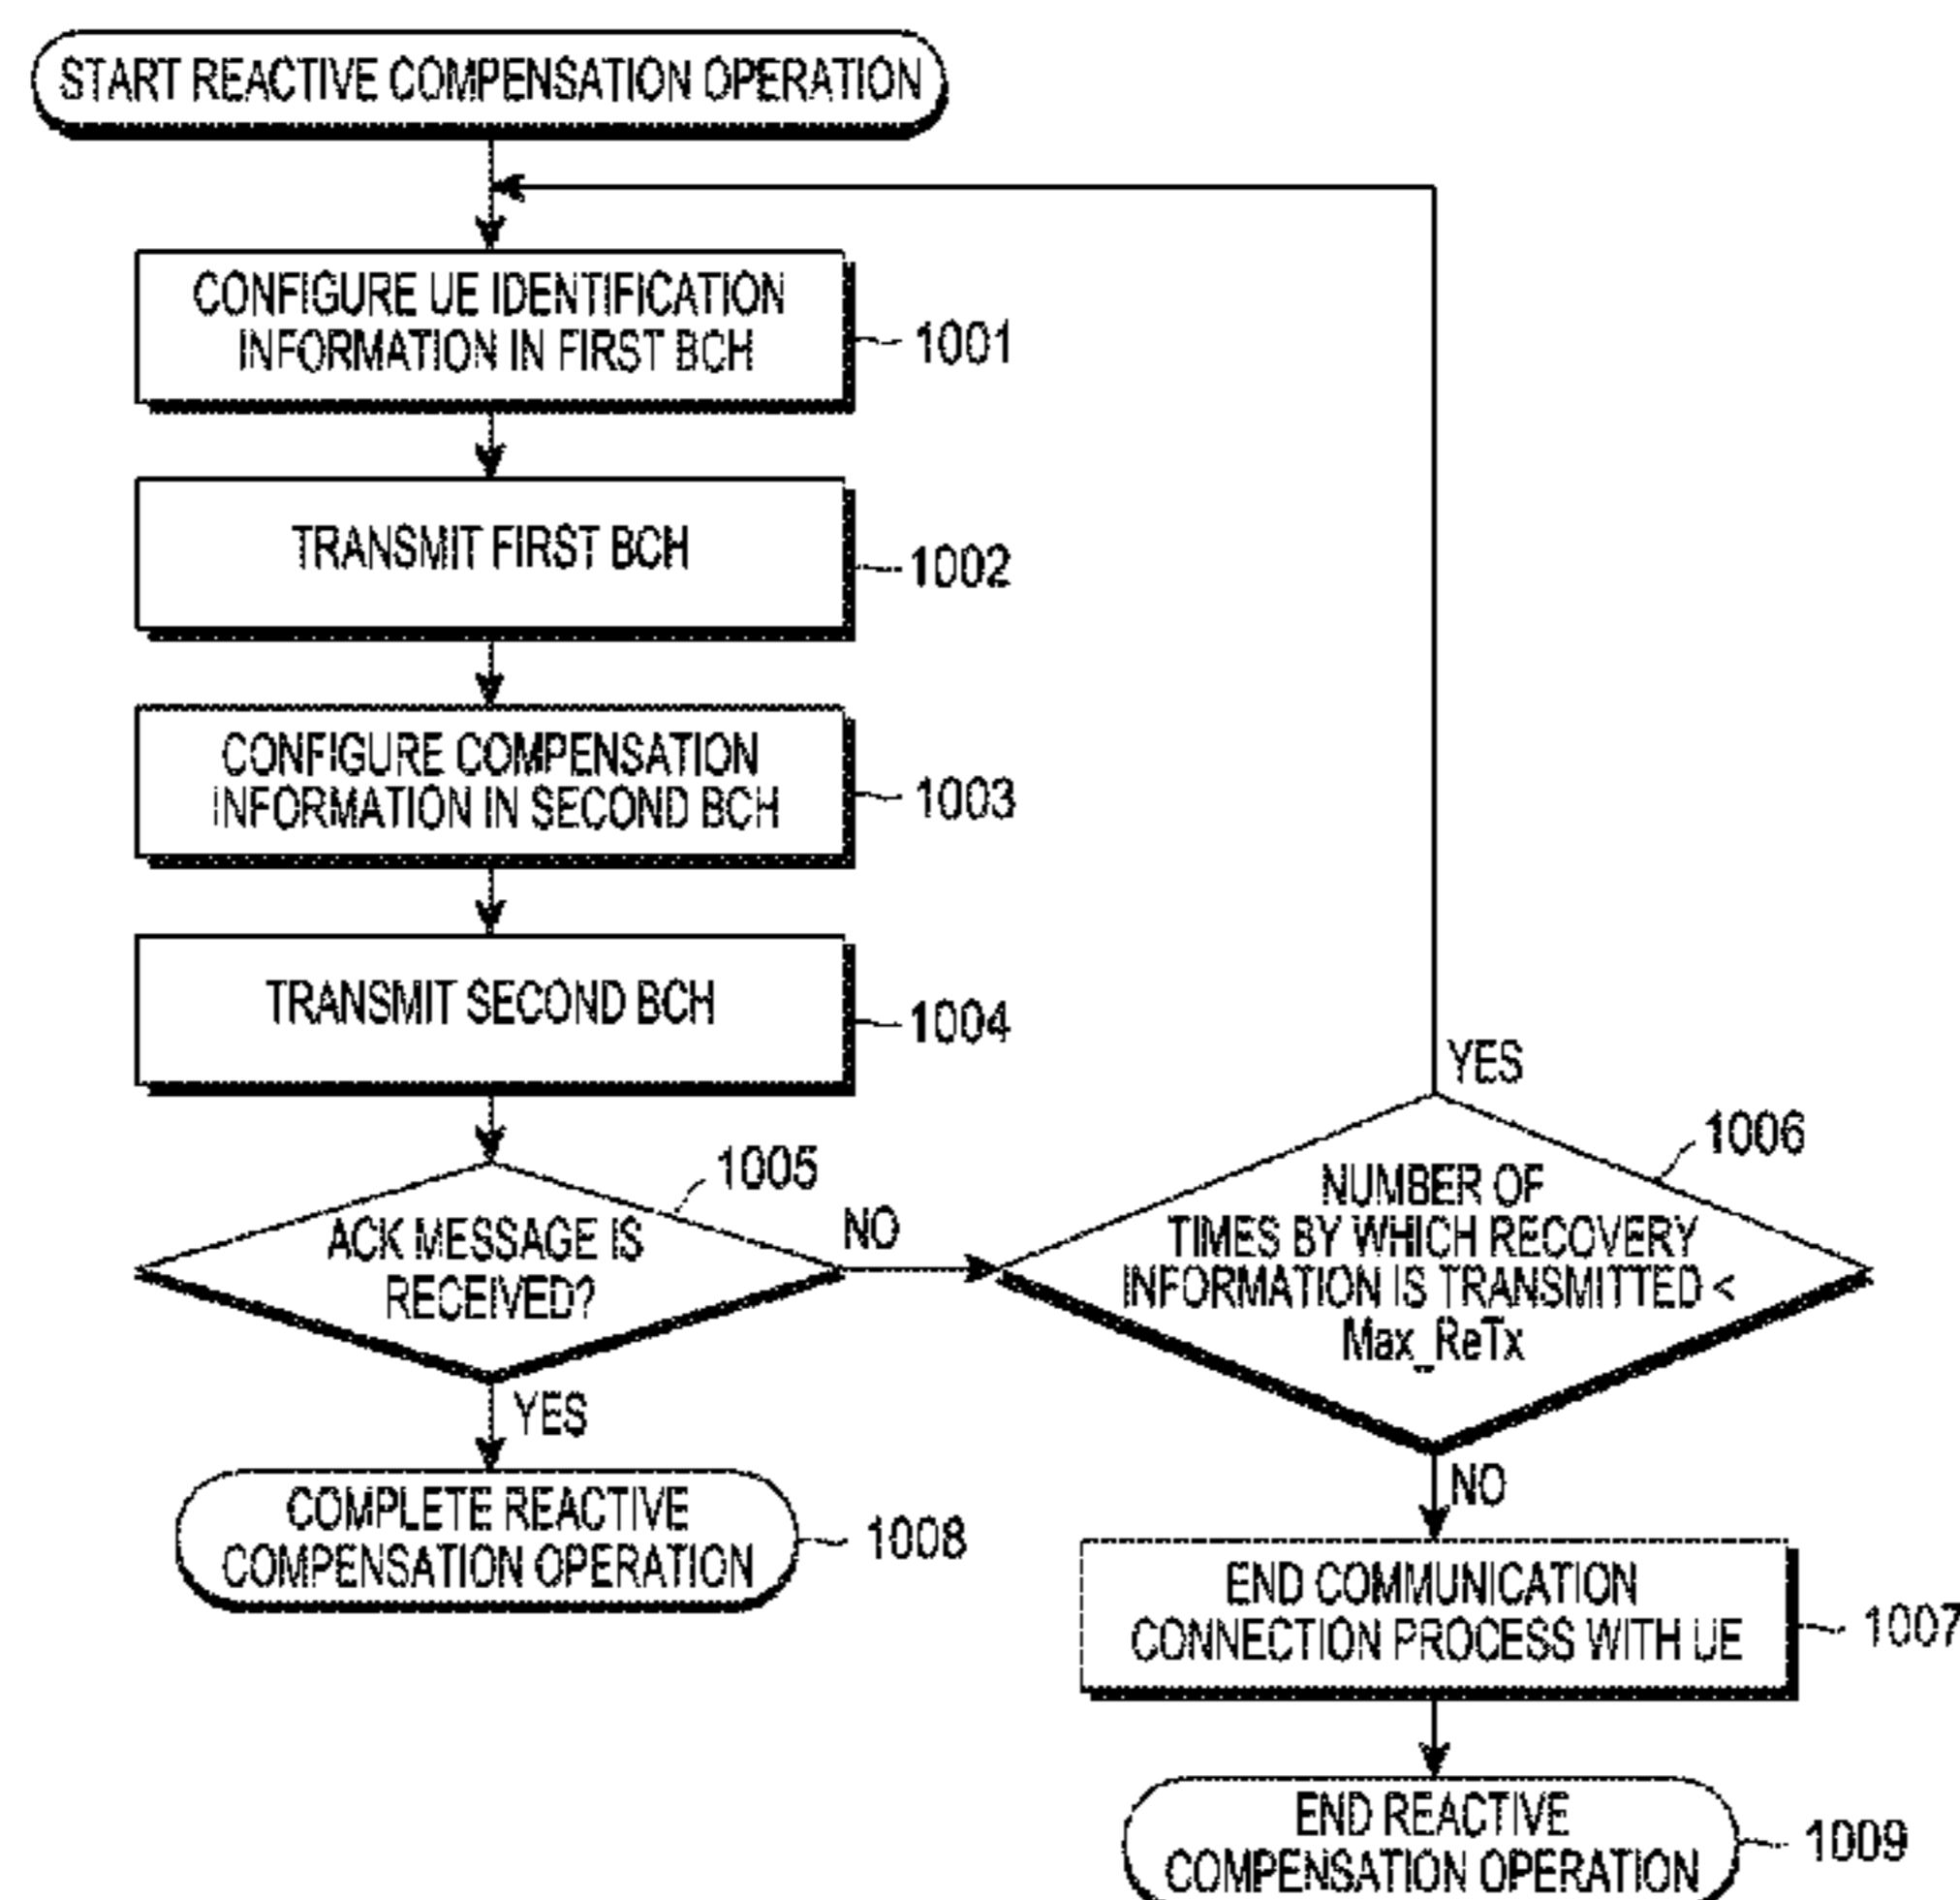 START REACTIVE COMPENSATION OPERATION
CONFIGURE UE IDENTIFICATION
INFORMATION IN FIRST BCH
1001
TRANSMIT FIRST BCH
1002
CONFIGURE COMPENSATION
INFORMATION IN SECOND BCH
1003
TRANSMIT SECOND BCH
1004
ACK MESSAGE IS
RECEIVED?
1005
NO
YES
NUMBER OF
TIMES BY WHICH RECOVERY
INFORMATION IS TRANSMITTED <
Max_ReTx
1006
YES
NO
COMPLETE REACTIVE
COMPENSATION OPERATION
1008
END COMMUNICATION
CONNECTION PROCESS WITH UE
1007
END REACTIVE
COMPENSATION OPERATION
1009